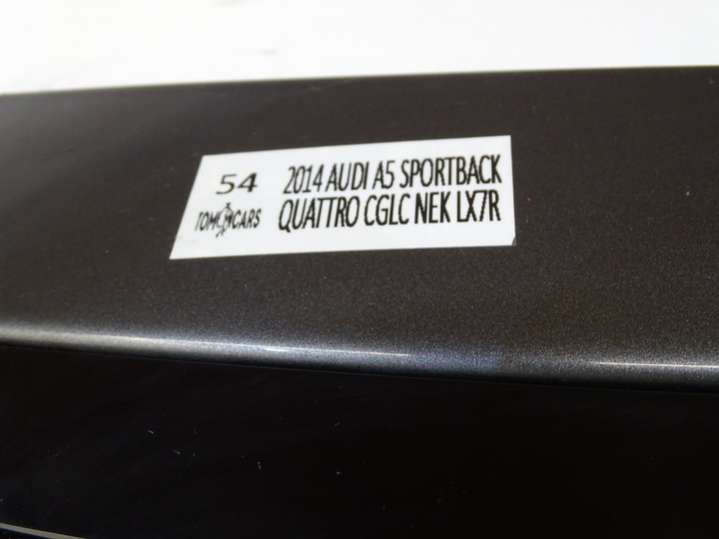 54 2014 AUDI A5 SPORTBACK
TOM CARS QUATTRO CGLC NEK LX7R